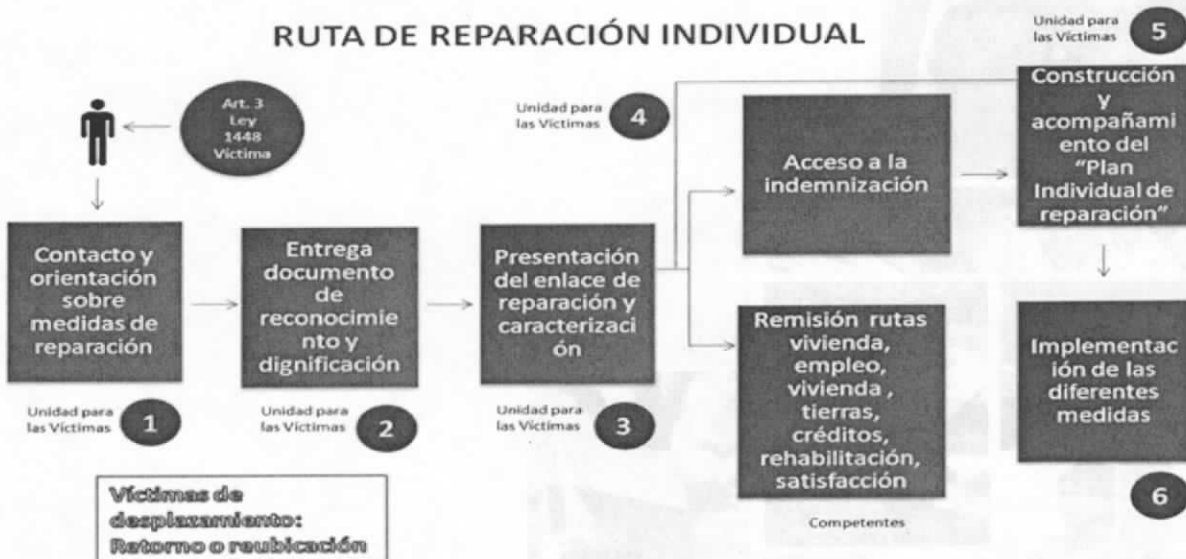 RUTA DE REPARACIÓN INDIVIDUAL
Art. 3
Ley
1448
Víctima
Contacto y
orientación
sobre
medidas de
reparación
Unidad para
las Víctimas
1
Entrega
documento
de
reconocimie
nto y
dignificación
Unidad para
las Víctimas
2
Presentación
del enlace de
reparación y
caracterizaci
ón
Unidad para
las Víctimas
3
Unidad para
las Víctimas
4
Acceso a la
indemnización
Remisión rutas
vivienda,
empleo,
vivienda ,
tierras,
créditos,
rehabilitación,
satisfacción
Competentes
Unidad para
las Víctimas
5
Construcción
y
acompañami
ento del
"Plan
Individual de
reparación"
Implementac
ión de las
diferentes
medidas
6
Víctimas de
desplazamiento:
Retorno o reubicación